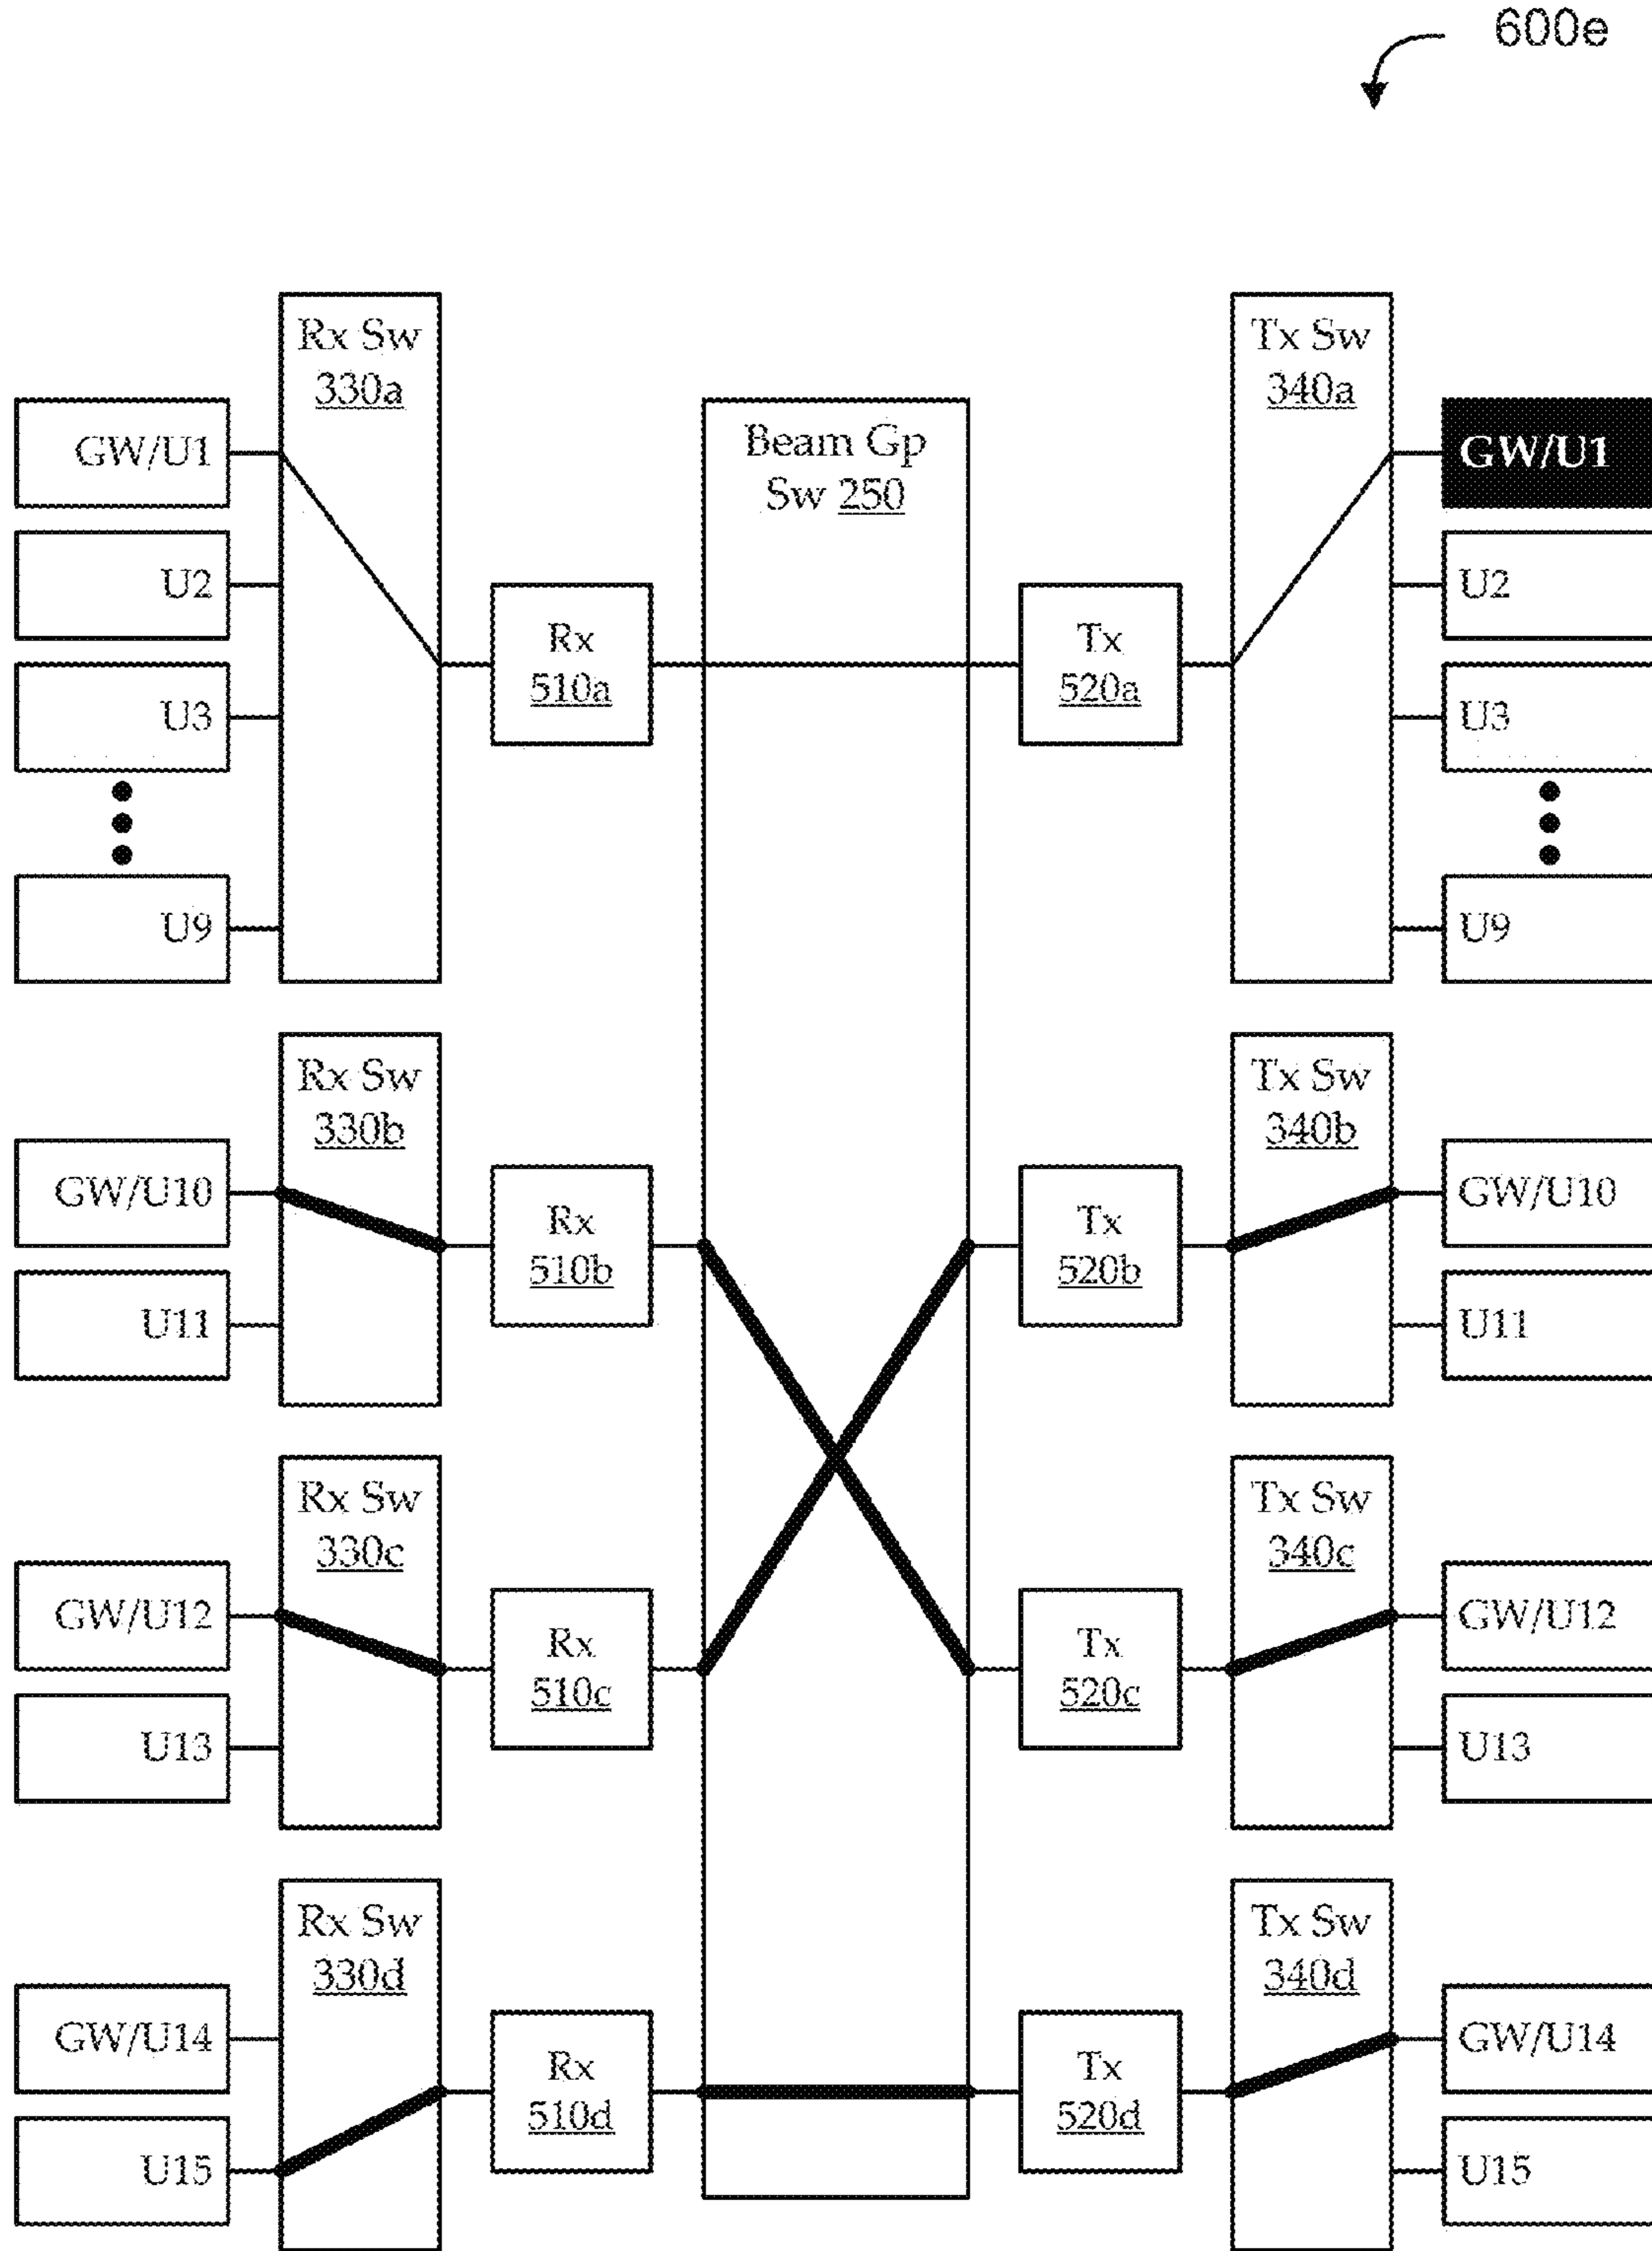 600e
Rx Sw
330a
Tx Sw
340a
GW/U1
Beam Gp
Sw 250
GW/U1
U2
U2
Rx
510a
Tx
520a
U3
U3
U9
U9
Rx Sw
330b
Tx Sw
340b
GW/U10
Rx
510b
Tx
520b
GW/U10
U11
U11
Rx Sw
330c
Tx Sw
340c
GW/U12
Rx
510c
Tx
520c
GW/U12
U13
U13
Rx Sw
330d
Tx Sw
340d
GW/U14
Rx
510d
Tx
520d
GW/U14
U15
U15